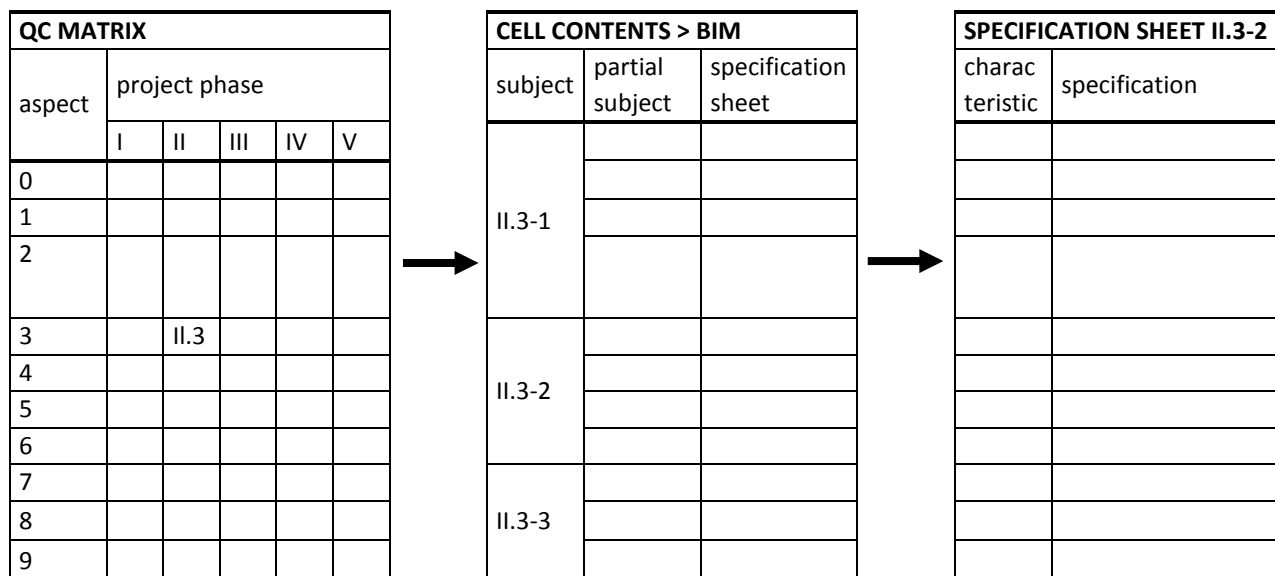 QC MATRIX
aspect
project phase
I II III IV V
0
1
2
3 II.3
4
5
6
7
8
9
CELL CONTENTS > BIM
subject
partial
subject
specification
sheet
II.3-1
II.3-2
II.3-3
SPECIFICATION SHEET II.3-2
charac
teristic
specification